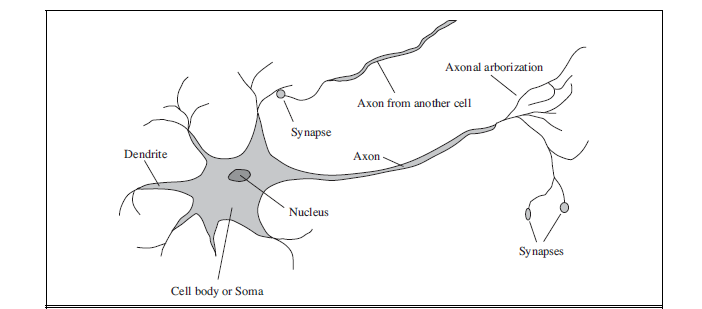 Axonal arborization
Axon from another cell
Synapse
Dendrite
Axon
Nucleus
Synapses
Cell body or Soma